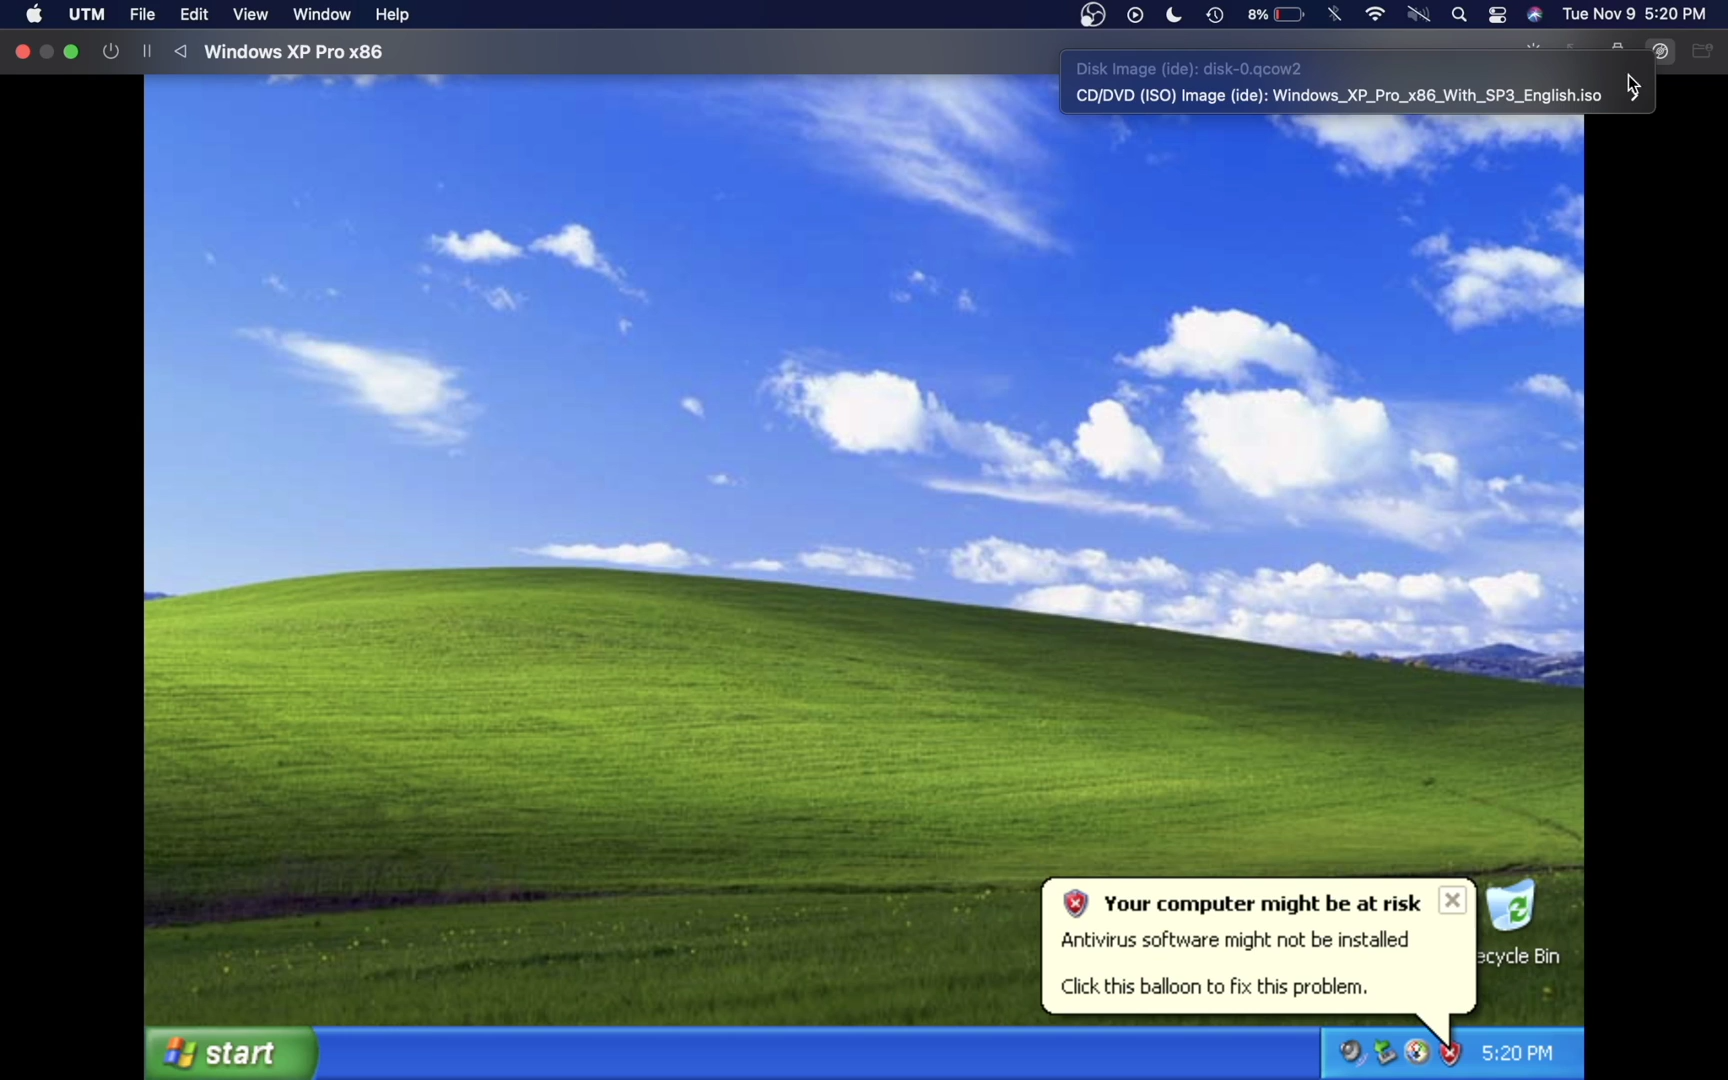 UTM File Edit View Window Help 8% Tue Nov 9 5:20 PM
Windows XP Pro x86
Disk Image (ide): disk-0.qcow2
CD/DVD (ISO) Image (ide): Windows_XP_Pro_x86_With_SP3_English.iso
Your computer might be at risk
Antivirus software might not be installed
Click this balloon to fix this problem.
ecycle Bin
start 5:20 PM